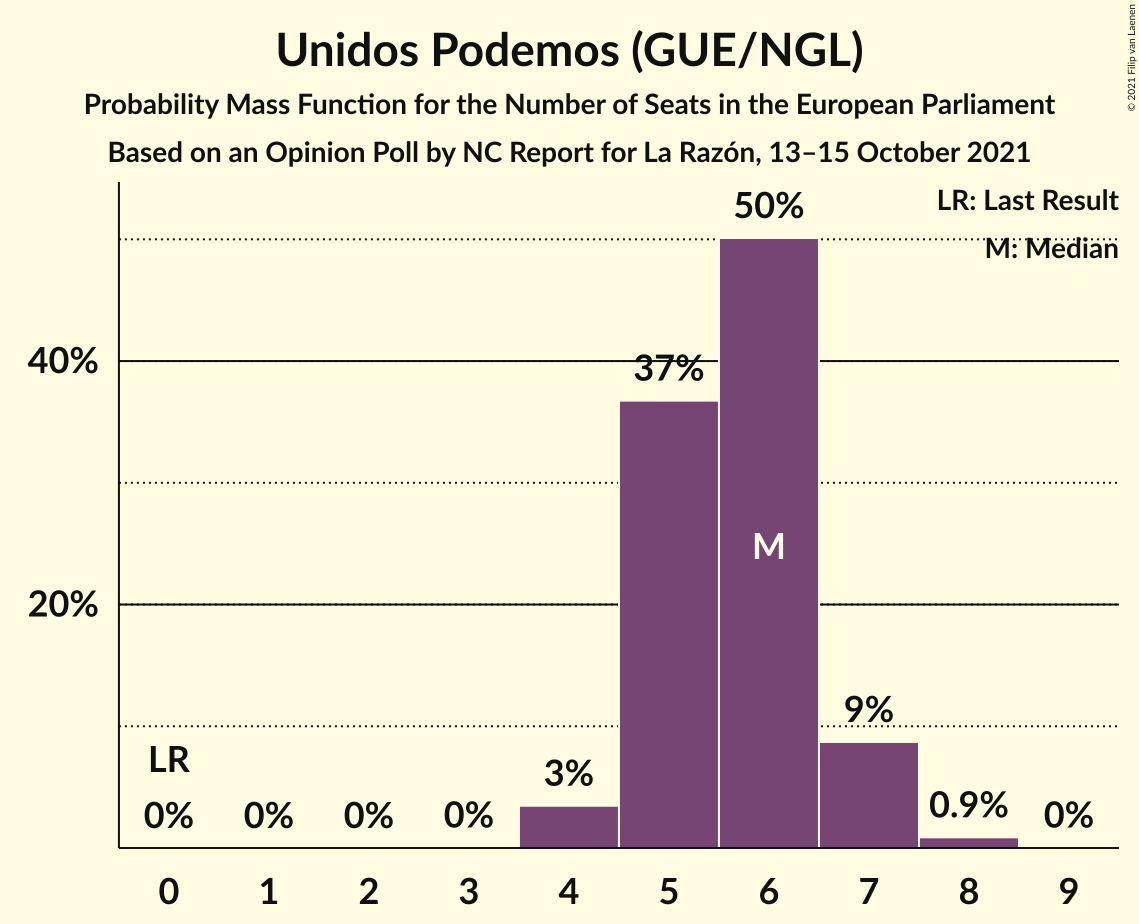 Unidos Podemos (GUE/NGL)
Probability Mass Function for the Number of Seats in the European Parliament
Based on an Opinion Poll by NC Report for La Razón, 13–15 October 2021
© 2021 Filip van Laenen
LR: Last Result
M: Median
50%
40%
37%
M
20%
9%
LR
3%
0.9%
0% 0% 0% 0% 0%
0 1 2 3 4 5 6 7 8 9